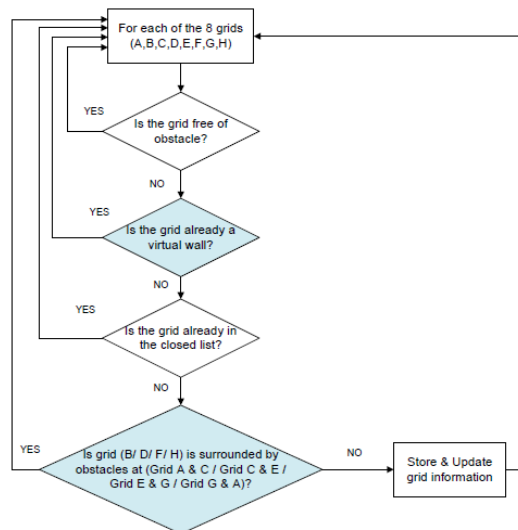 For each of the 8 grids
(A,B,C,D,E,F,G,H)
YES
Is the grid free of
obstacle?
NO
YES
Is the grid already a
virtual wall?
NO
YES
Is the grid already in
the closed list?
NO
YES
Is grid (B/ D/ F/ H) is surrounded by
obstacles at (Grid A & C / Grid C & E /
Grid E & G / Grid G & A)?
NO
Store & Update
grid information